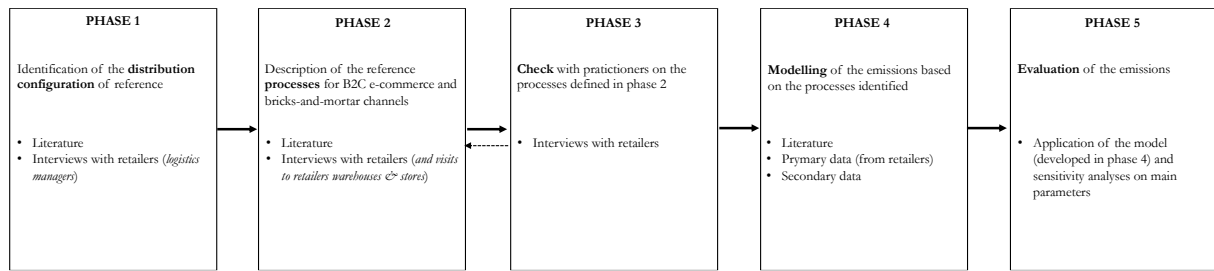 PHASE 1
Identification of the distribution
configuration of reference
• Literature
• Interviews with retailers (logistics
managers)
PHASE 2
Description of the reference
processes for B2C e-commerce and
bricks-and-mortar channels
• Literature
• Interviews with retailers (and visits
to retailers warehouses & stores)
PHASE 3
Check with pratictioners on the
processes defined in phase 2
• Interviews with retailers
PHASE 4
Modelling of the emissions based
on the processes identified
• Literature
• Prymary data (from retailers)
• Secondary data
PHASE 5
Evaluation of the emissions
• Application of the model
(developed in phase 4) and
sensitivity analyses on main
parameters